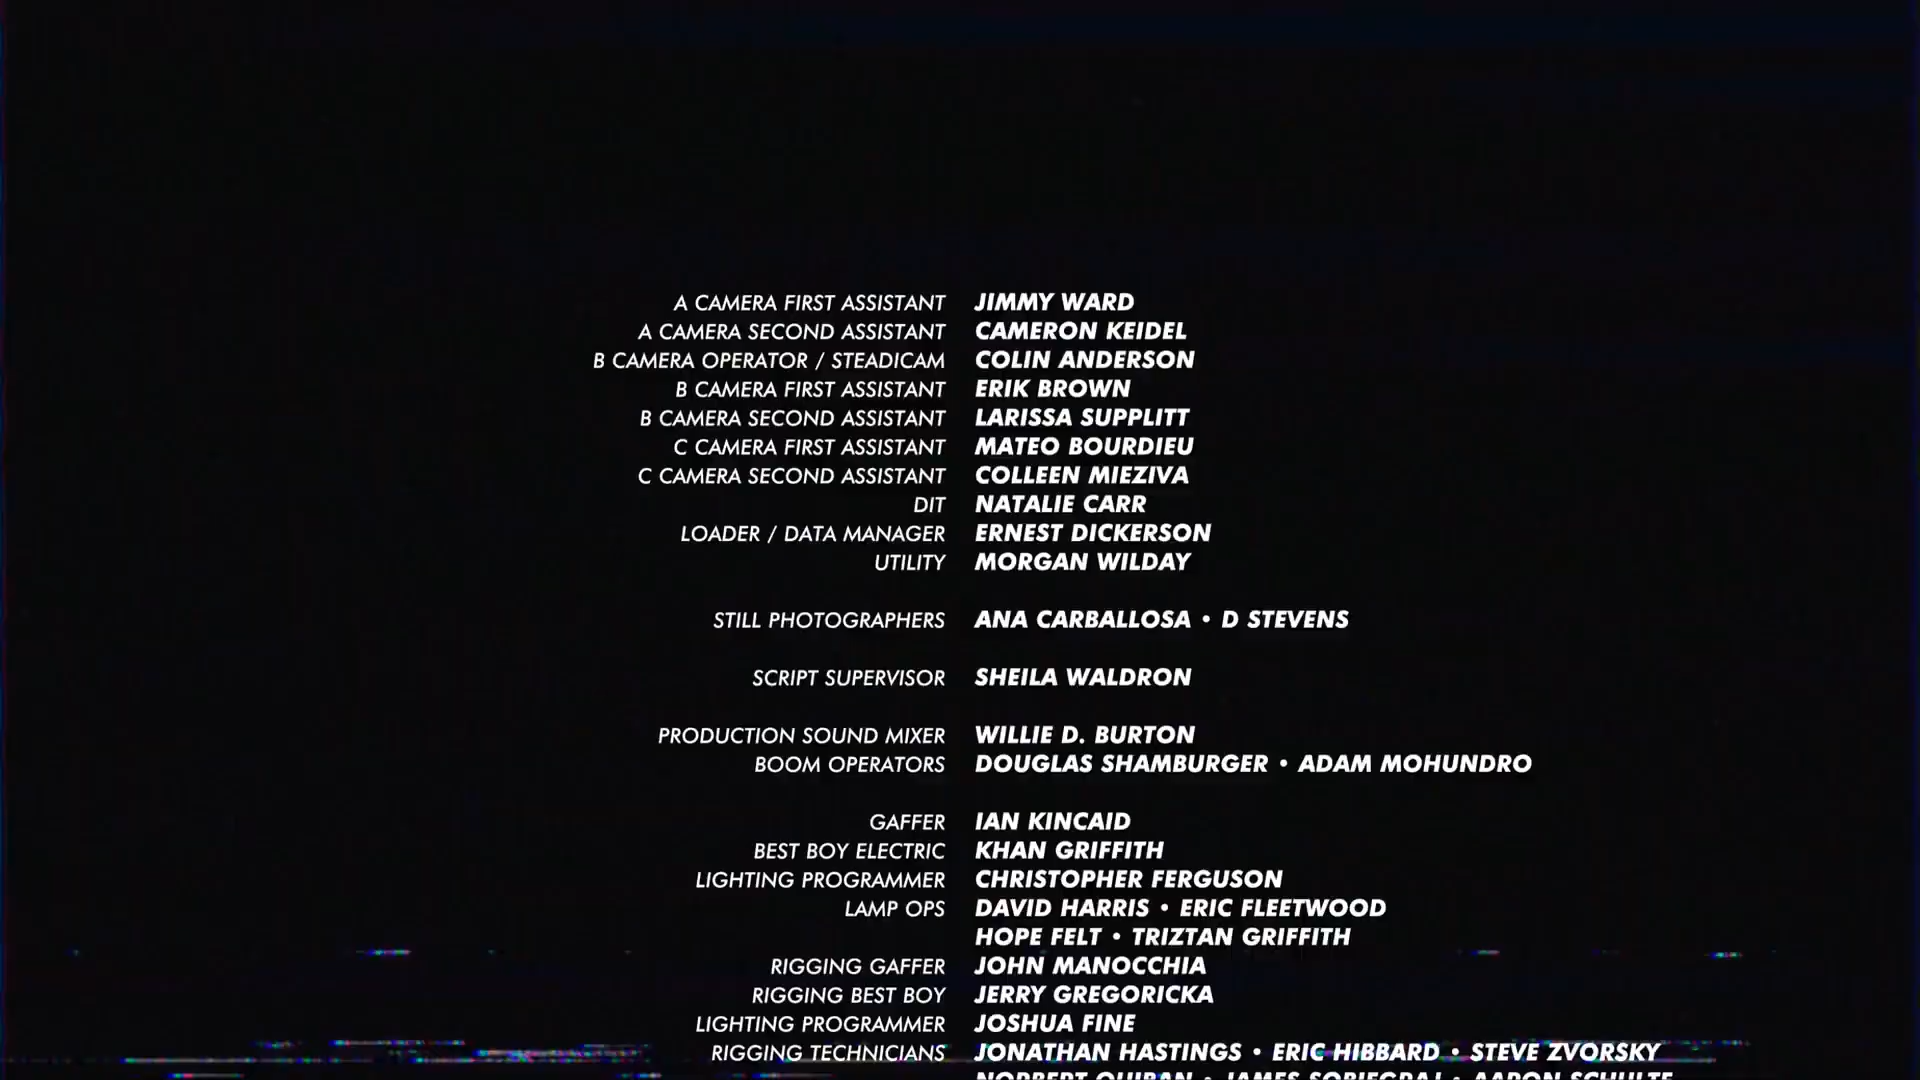 A CAMERA FIRST ASSISTANT JIMMY WARD
A CAMERA SECOND ASSISTANT CAMERON KEIDEL
B CAMERA OPERATOR / STEADICAM COLIN ANDERSON
B CAMERA FIRST ASSISTANT ERIK BROWN
B CAMERA SECOND ASSISTANT LARISSA SUPPLITT
C CAMERA FIRST ASSISTANT MATEO BOURDIEU
C CAMERA SECOND ASSISTANT COLLEEN MIEZIVA
DIT NATALIE CARR
LOADER / DATA MANAGER ERNEST DICKERSON
UTILITY MORGAN WILDAY
STILL PHOTOGRAPHERS ANA CARBALLOSA • D STEVENS
SCRIPT SUPERVISOR SHEILA WALDRON
PRODUCTION SOUND MIXER WILLIE D. BURTON
BOOM OPERATORS DOUGLAS SHAMBURGER • ADAM MOHUNDRO
GAFFER IAN KINCAID
BEST BOY ELECTRIC KHAN GRIFFITH
LIGHTING PROGRAMMER CHRISTOPHER FERGUSON
LAMP OPS DAVID HARRIS • ERIC FLEETWOOD
HOPE FELT • TRIZTAN GRIFFITH
RIGGING GAFFER JOHN MANOCCHIA
RIGGING BEST BOY JERRY GREGORICKA
LIGHTING PROGRAMMER JOSHUA FINE
RIGGING TECHNICIANS JONATHAN HASTINGS • ERIC HIBBARD • STEVE ZVORSKY
NORBERT • JAMES • AARON SCHULTE